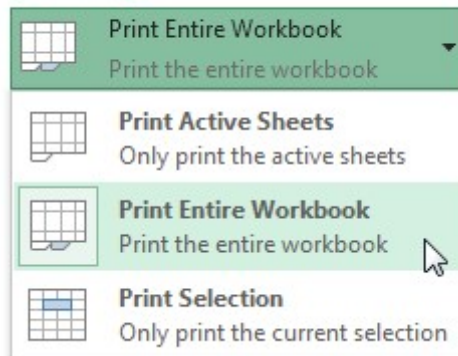 Print Entire Workbook
Print the entire workbook
Print Active Sheets
Only print the active sheets
Print Entire Workbook
Print the entire workbook
Print Selection
Only print the current selection